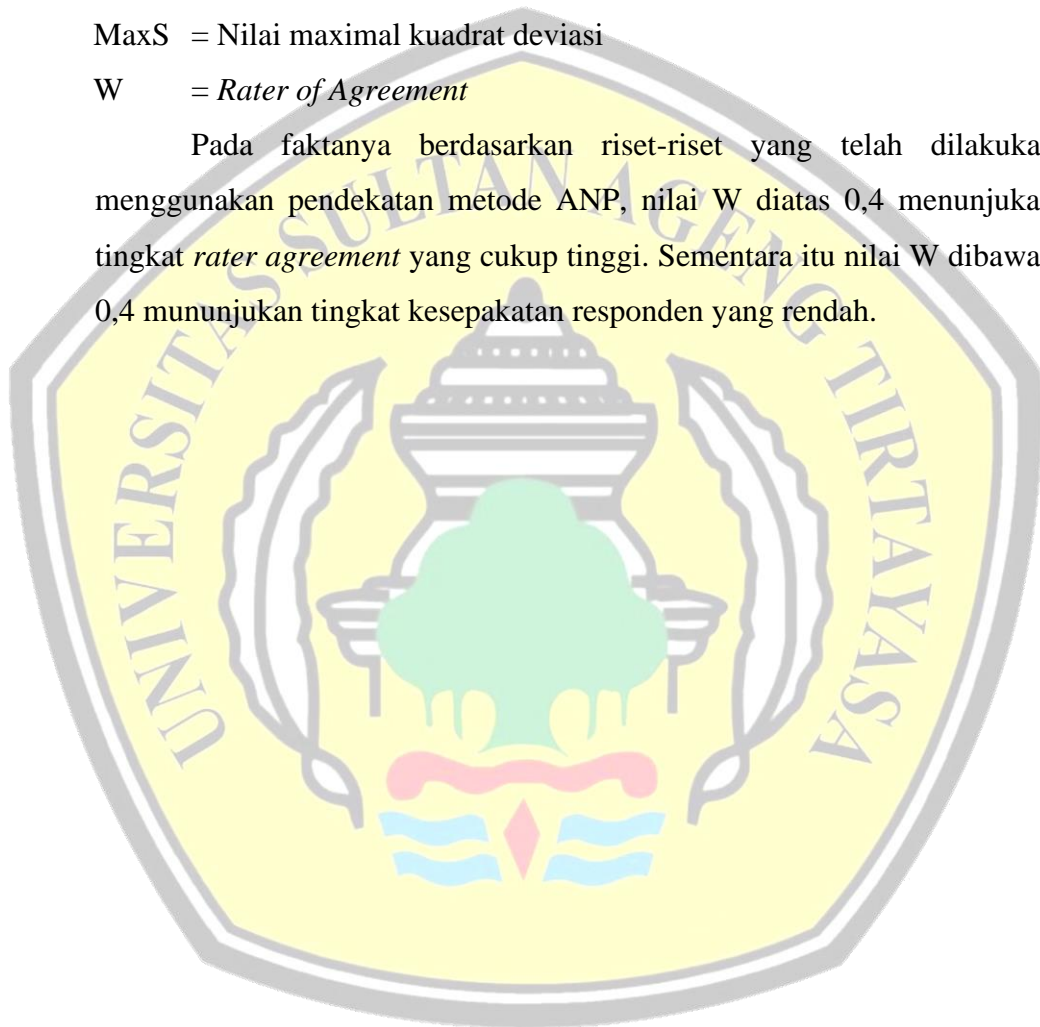 MaxS = Nilai maximal kuadrat deviasi
W = Rater of Agreement
Pada faktanya berdasarkan riset-riset yang telah dilakuka
menggunakan pendekatan metode ANP, nilai W diatas 0,4 menunjuka
tingkat rater agreement yang cukup tinggi. Sementara itu nilai W dibawa
0,4 mununjukan tingkat kesepakatan responden yang rendah.
UNIVERSITAS SULTAN AGENG TIRTAYASA